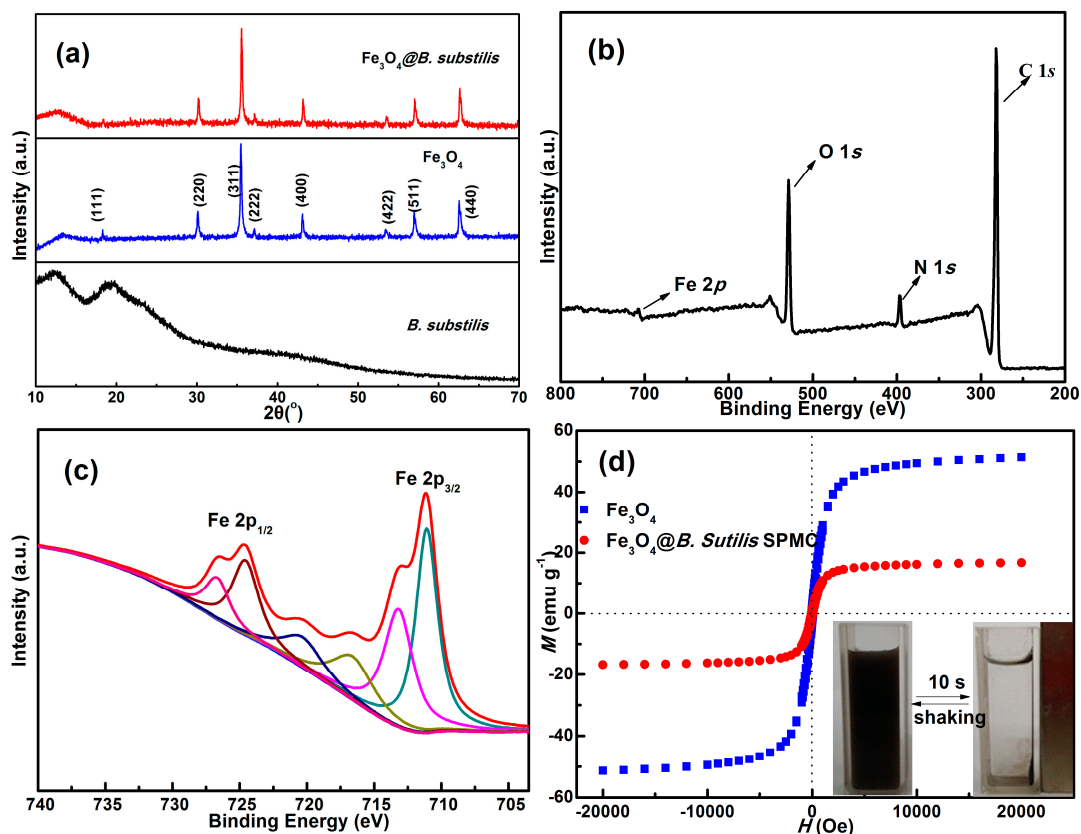 (a)
Fe3O4@B. substilis
Fe3O4
(111)
(220)
(311)
(222)
(400)
(422)
(511)
(440)
B. substilis
Intensity (a.u.)
10 20 30 40 50 60 70
2θ(°)
(b)
C 1s
O 1s
N 1s
Fe 2p
Intensity (a.u.)
800 700 600 500 400 300 200
Binding Energy (eV)
(c)
Fe 2p3/2
Fe 2p1/2
Intensity (a.u.)
740 735 730 725 720 715 710 705
Binding Energy (eV)
(d)
60
40
20
0
-20
-40
-60
M (emu g-1)
Fe3O4
Fe3O4@B. Sutilis SPMC
10 s
shaking
-20000 -10000 0 10000 20000
H (Oe)